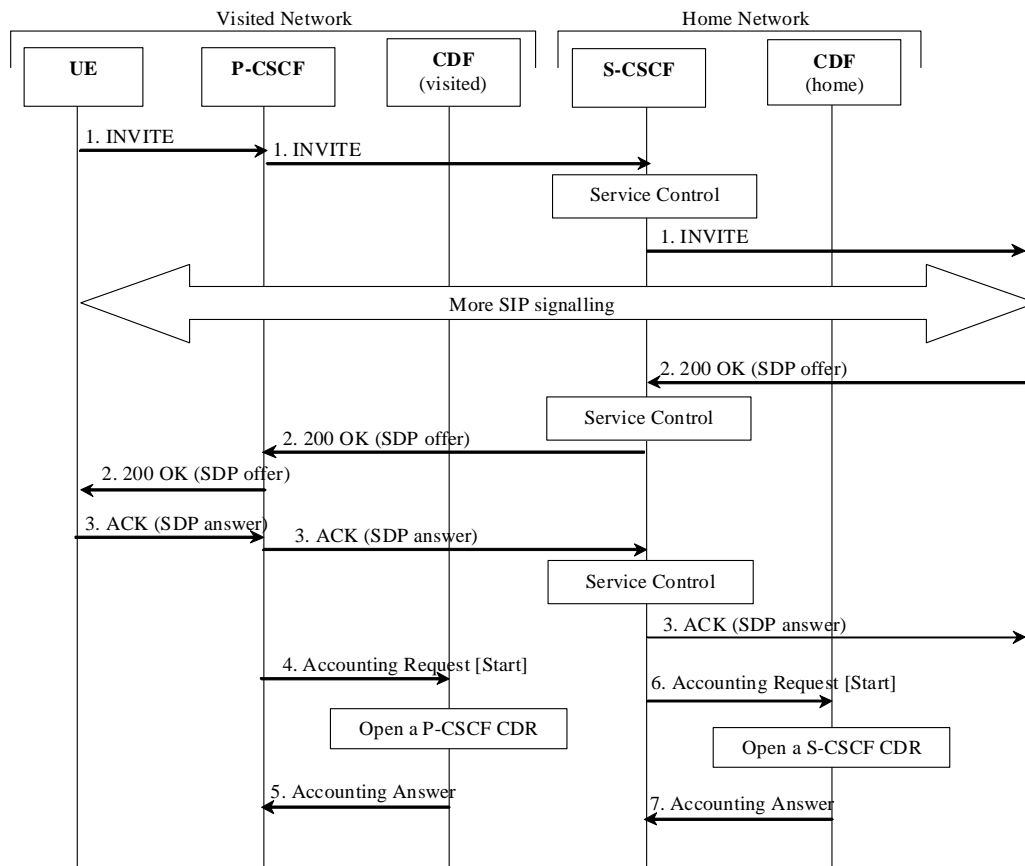 Visited Network
Home Network
UE
P-CSCF
CDF
(visited)
S-CSCF
CDF
(home)
1. INVITE
1. INVITE
Service Control
1. INVITE
More SIP signalling
2. 200 OK (SDP offer)
Service Control
2. 200 OK (SDP offer)
2. 200 OK (SDP offer)
3. ACK (SDP answer)
3. ACK (SDP answer)
Service Control
3. ACK (SDP answer)
4. Accounting Request [Start]
6. Accounting Request [Start]
Open a P-CSCF CDR
Open a S-CSCF CDR
5. Accounting Answer
7. Accounting Answer